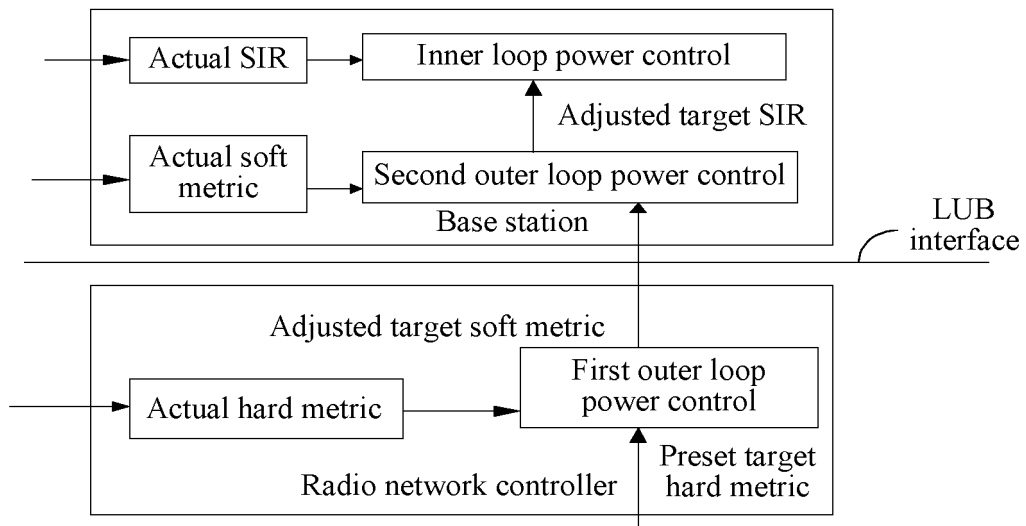 Actual SIR
Inner loop power control
Adjusted target SIR
Actual soft
metric
Second outer loop power control
Base station
LUB
interface
Adjusted target soft metric
First outer loop
power control
Actual hard metric
Preset target
hard metric
Radio network controller